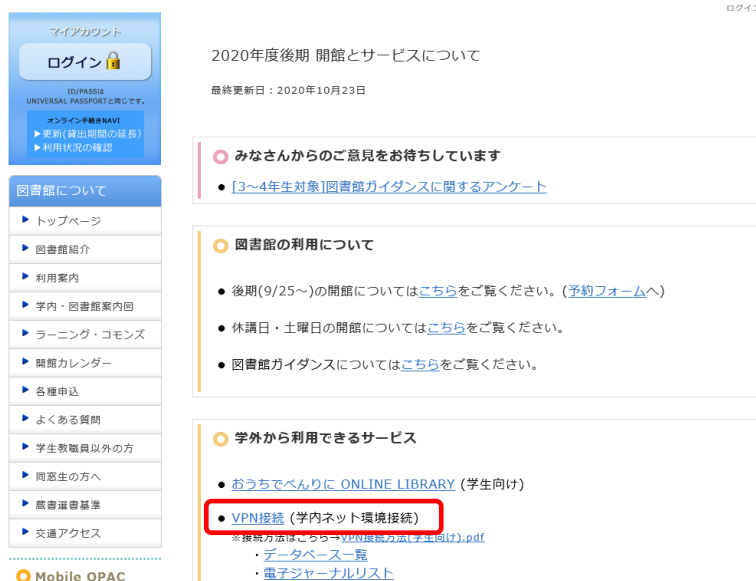 ログイン
マイアカウント
ログイン
ID/PASSは
UNIVERSAL PASSPORTと同じです。
オンライン手続きNAVI
▶更新(貸出期間の延長)
▶利用状況の確認
図書館について
トップページ
図書館紹介
利用案内
学内・図書館案内図
ラーニング・コモンズ
開館カレンダー
各種申込
よくある質問
学生教職員以外の方
同窓生の方へ
蔵書選書基準
交通アクセス
Mobile OPAC
2020年度後期 開館とサービスについて
最終更新日：2020年10月23日
みなさんからのご意見をお待ちしています
● [3～4年生対象]図書館ガイダンスに関するアンケート
図書館の利用について
● 後期(9/25～)の開館についてはこちらをご覧ください。(予約フォームへ)
● 休講日・土曜日の開館についてはこちらをご覧ください。
● 図書館ガイダンスについてはこちらをご覧ください。
学外から利用できるサービス
● おうちでべんりに ONLINE LIBRARY (学生向け)
● VPN接続 (学内ネット環境接続)
※接続方法はこちら→VPN接続方法(学生向け).pdf
・データベース一覧
・電子ジャーナルリスト